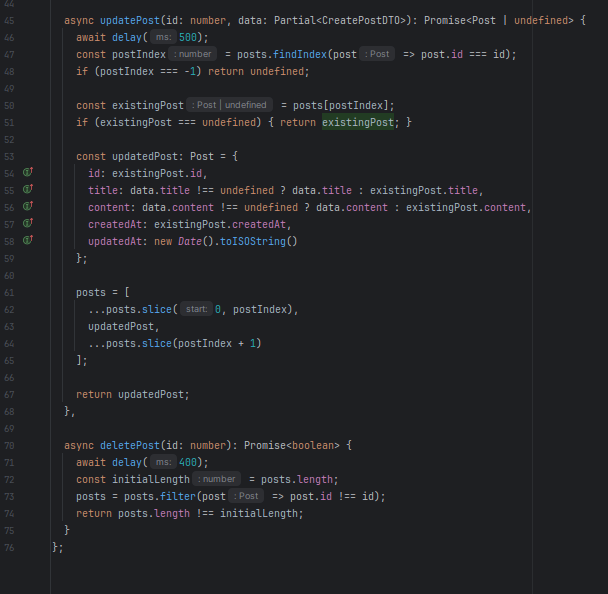 44
45 async updatePost(id: number, data: Partial<CreatePostDTO>): Promise<Post | undefined> {
46 await delay( ms: 500);
47 const postIndex : number = posts.findIndex(post : Post => post.id === id);
48 if (postIndex === -1) return undefined;
49
50 const existingPost : Post | undefined = posts[postIndex];
51 if (existingPost === undefined) { return existingPost; }
52
53 const updatedPost: Post = {
54 id: existingPost.id,
55 title: data.title !== undefined ? data.title : existingPost.title,
56 content: data.content !== undefined ? data.content : existingPost.content,
57 createdAt: existingPost.createdAt,
58 updatedAt: new Date().toISOString()
59 };
60
61 posts = [
62 ...posts.slice( start: 0, postIndex),
63 updatedPost,
64 ...posts.slice(postIndex + 1)
65 ];
66
67 return updatedPost;
68 },
69
70 async deletePost(id: number): Promise<boolean> {
71 await delay( ms: 400);
72 const initialLength : number = posts.length;
73 posts = posts.filter(post : Post => post.id !== id);
74 return posts.length !== initialLength;
75 }
76 };